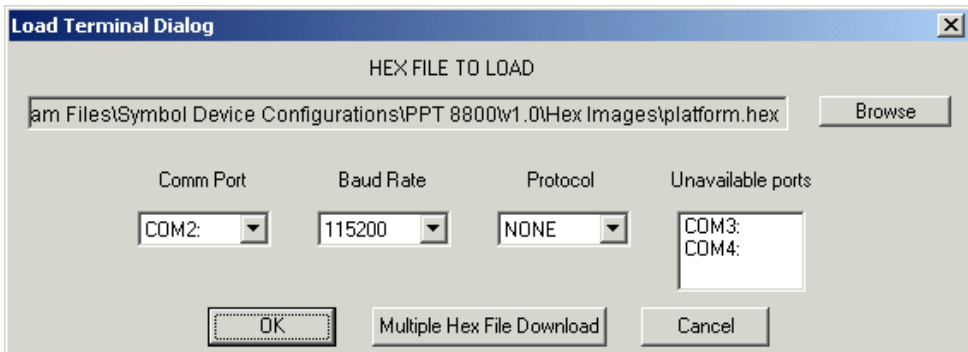 Load Terminal Dialog
HEX FILE TO LOAD
am Files\Symbol Device Configurations\PPT 8800\v1.0\Hex Images\platform.hex
Browse
Comm Port Baud Rate Protocol Unavailable ports
COM2: 115200 NONE COM3:
COM4:
OK Multiple Hex File Download Cancel